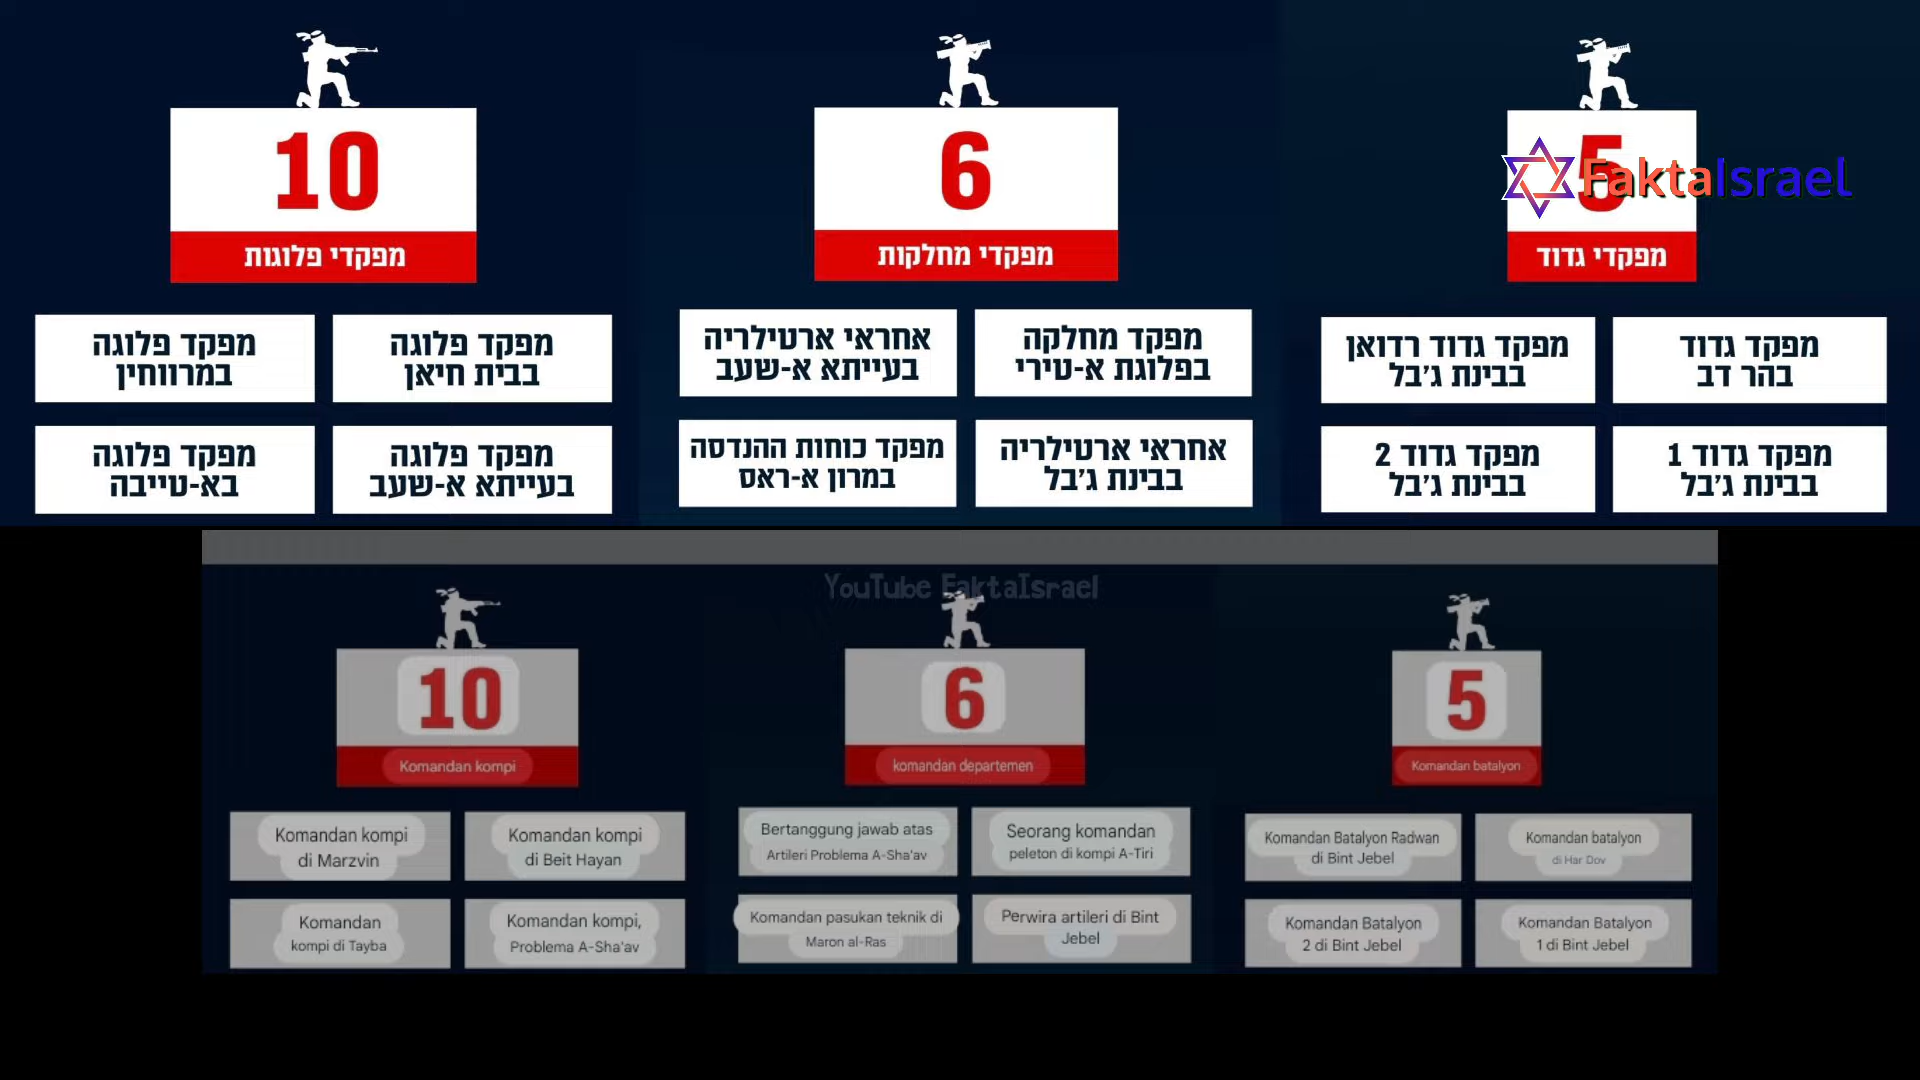 10
מפקדי פלוגות
מפקד פלוגה
במרווחין
מפקד פלוגה
בבית חיאן
מפקד פלוגה
בא-טייבה
מפקד פלוגה
בעייתא א-שעב
6
מפקדי מחלקות
אחראי ארטילריה
בעייתא א-שעב
מפקד מחלקה
בפלוגת א-טירי
מפקד כוחות ההנדסה
במרון א-ראס
אחראי ארטילריה
בבינת ג'בל
5
FaktaIsrael
מפקדי גדוד
מפקד גדוד רדואן
בבינת ג'בל
מפקד גדוד
בהר דב
מפקד גדוד 2
בבינת ג'בל
מפקד גדוד 1
בבינת ג'בל
YouTube FaktaIsrael
10
Komandan kompi
Komandan kompi
di Marzvin
Komandan kompi
di Beit Hayan
Komandan
kompi di Tayba
Komandan kompi,
Problema A-Sha'av
6
komandan departemen
Bertanggung jawab atas
Artileri Problema A-Sha'av
Seorang komandan
peleton di kompi A-Tiri
Komandan pasukan teknik di
Maron al-Ras
Perwira artileri di Bint
Jebel
5
Komandan batalyon
Komandan Batalyon Radwan
di Bint Jebel
Komandan batalyon
di Har Dov
Komandan Batalyon
2 di Bint Jebel
Komandan Batalyon
1 di Bint Jebel